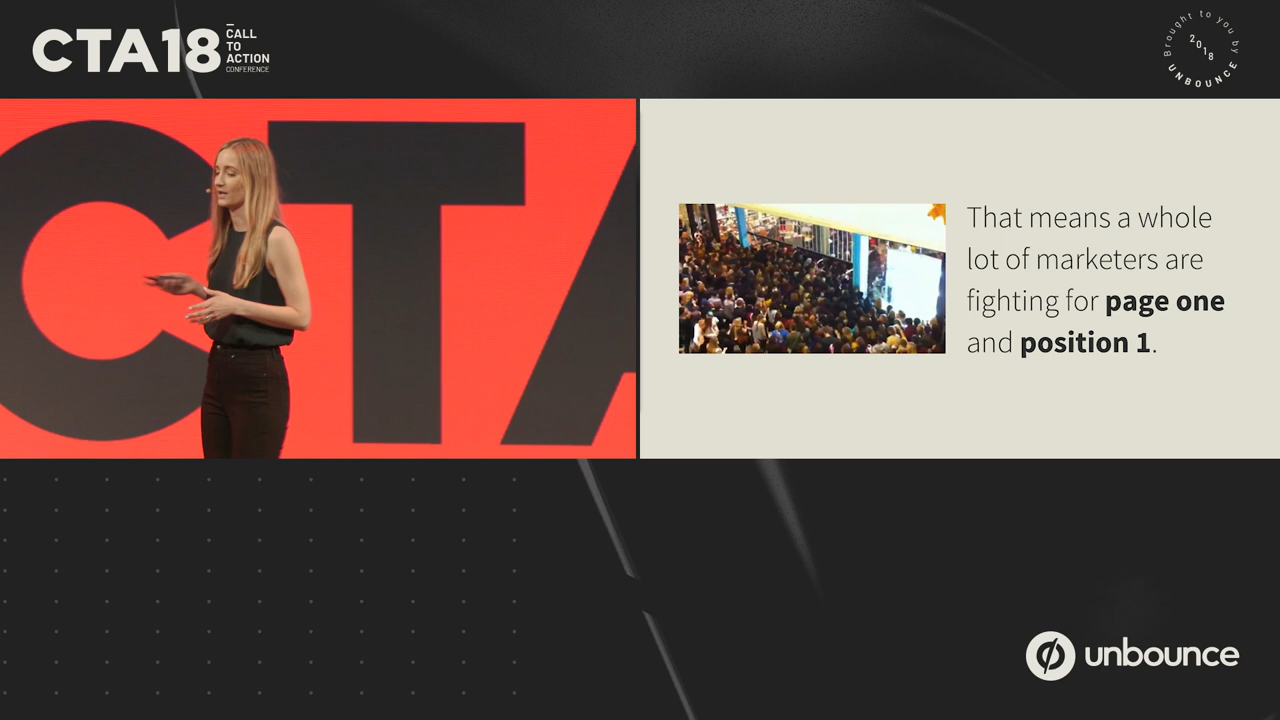 CTA18
CALL
TO
ACTION
CONFERENCE
Brought to you by
UNBOUNCE
2018
CTA
That means a whole
lot of marketers are
fighting for page one
and position 1.
unbounce